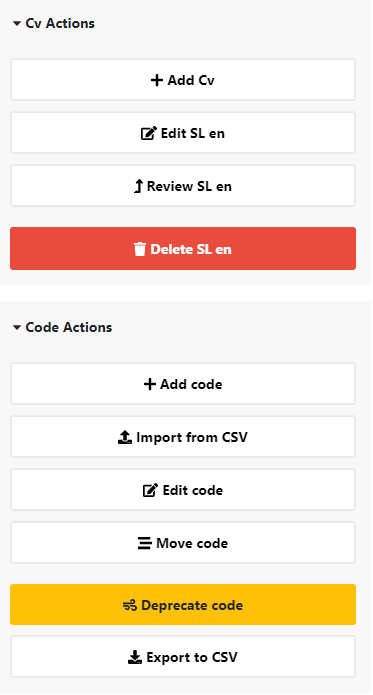 Cv Actions
Add Cv
Edit SL en
Review SL en
Delete SL en
Code Actions
Add code
Import from CSV
Edit code
Move code
Deprecate code
Export to CSV